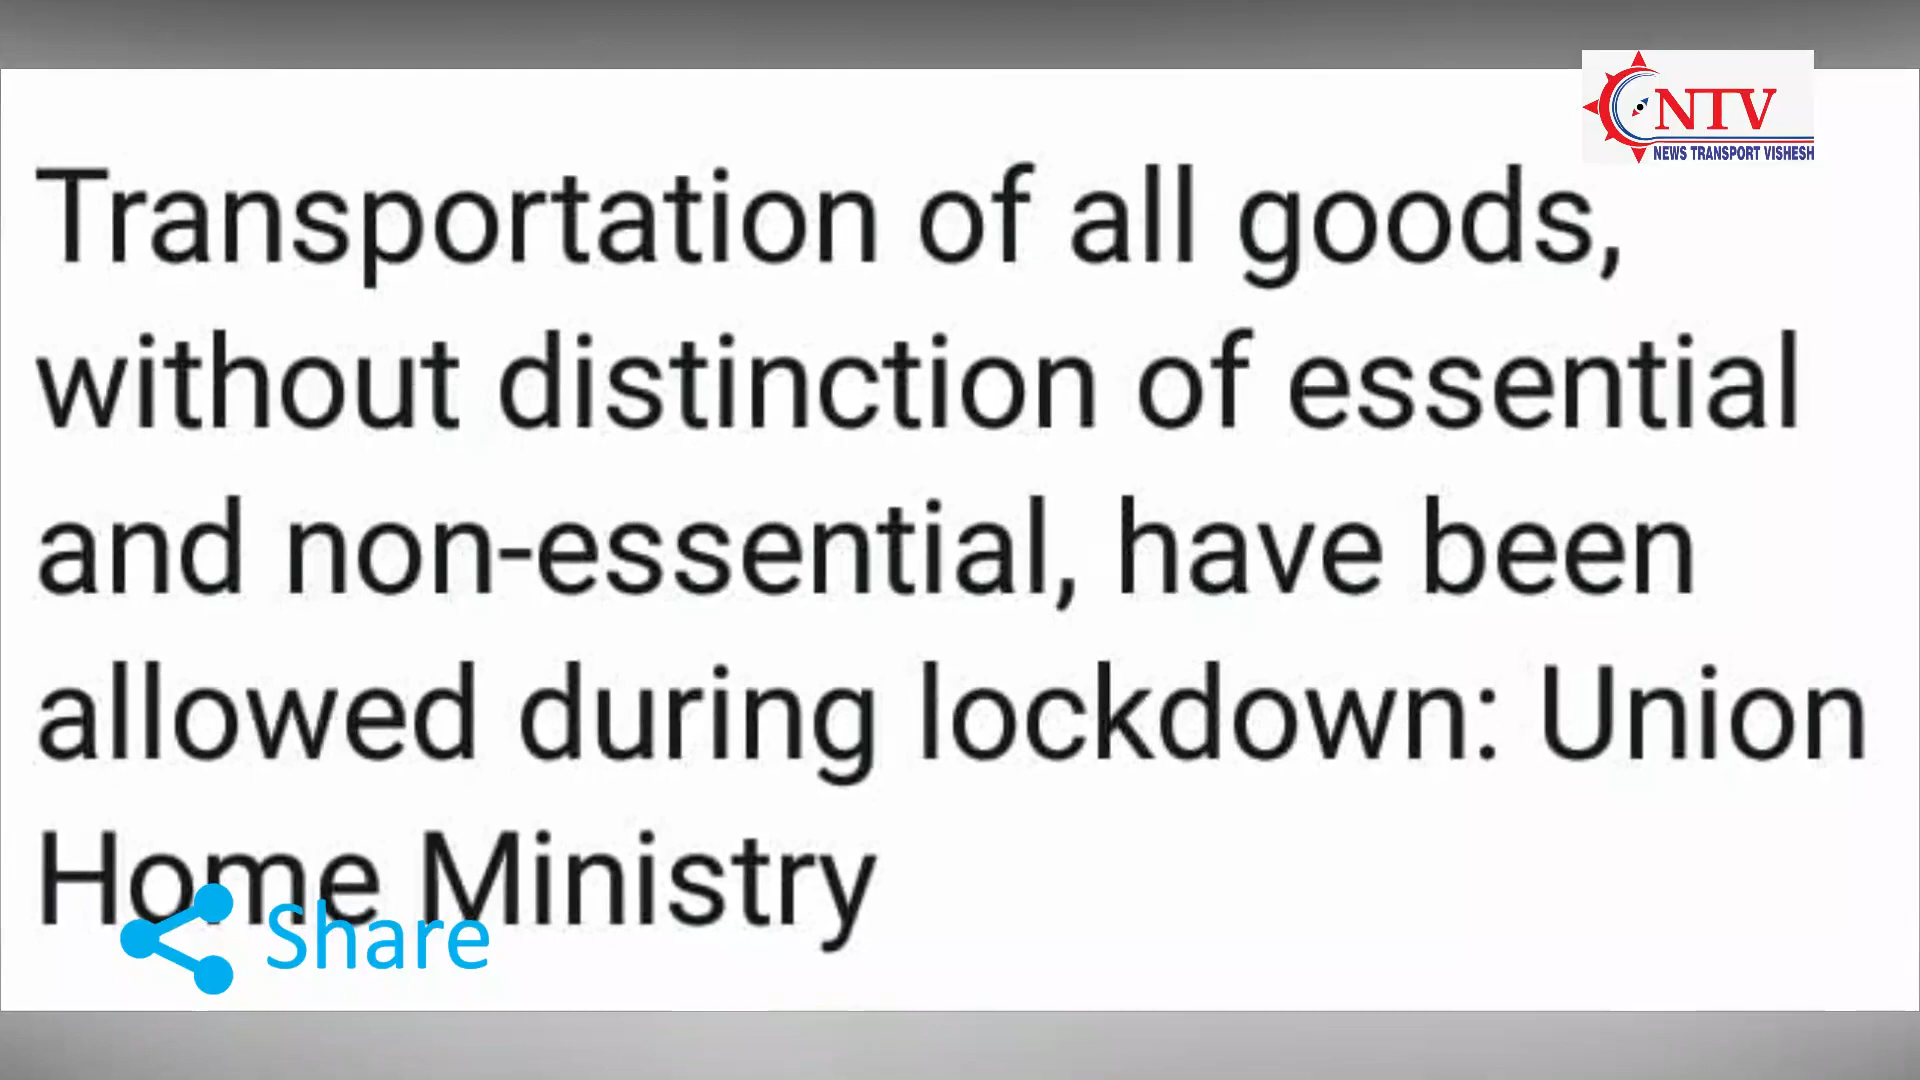 NTV
NEWS TRANSPORT VISHESH
Transportation of all goods,
without distinction of essential
and non-essential, have been
allowed during lockdown: Union
Home Ministry
Share